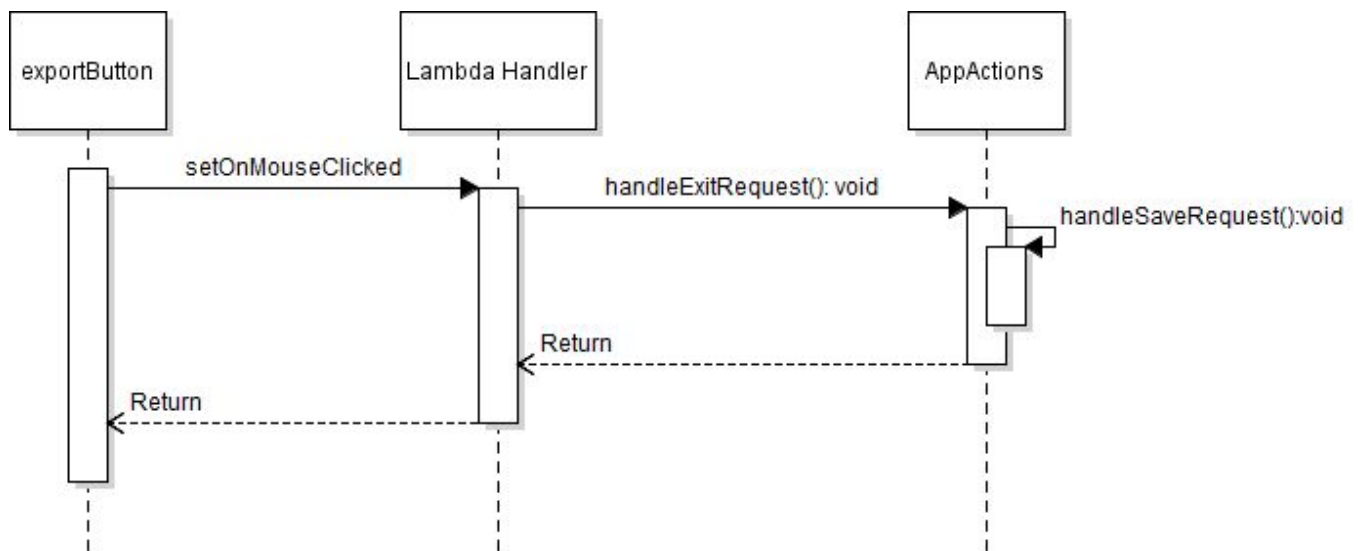 exportButton
Lambda Handler
AppActions
setOnMouseClicked
handleExitRequest(): void
handleSaveRequest():void
Return
Return